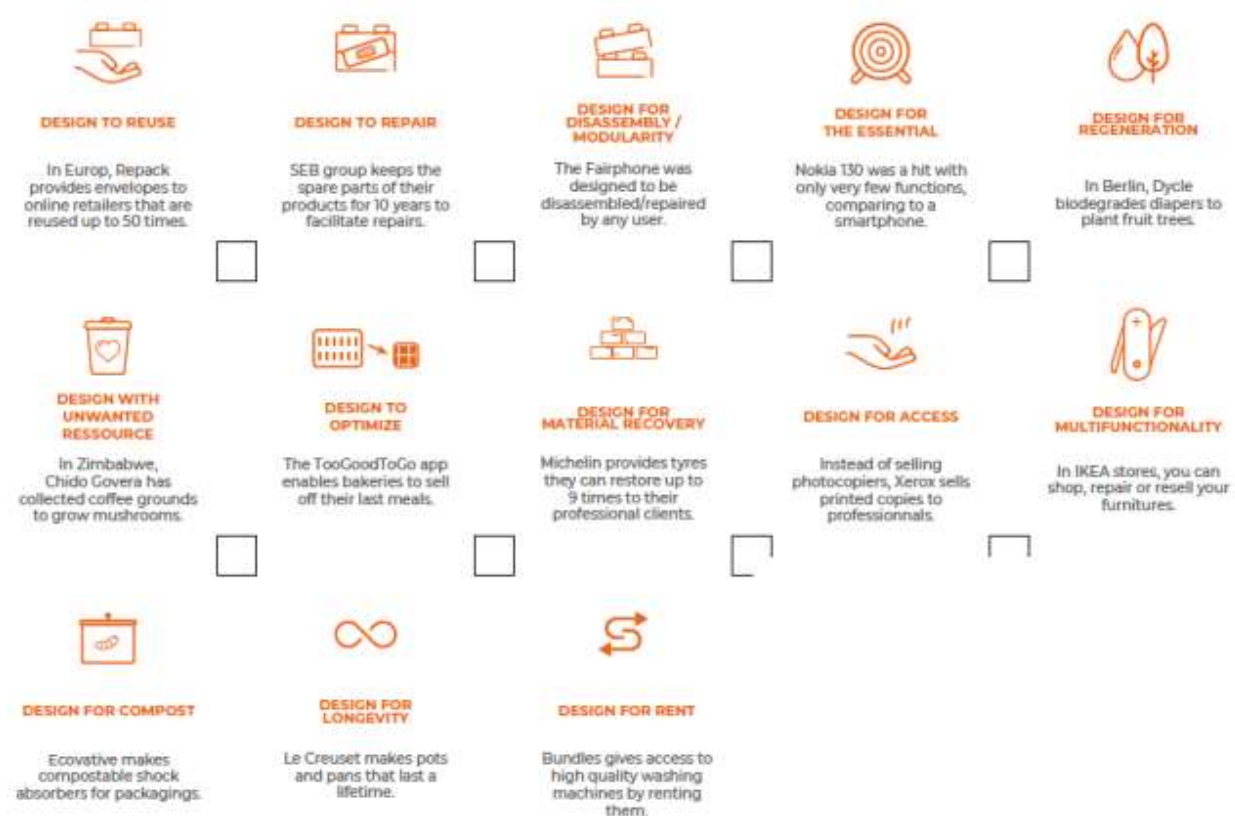 DESIGN TO REUSE
In Europ, Repack
provides envelopes to
online retailers that are
reused up to 50 times.
DESIGN TO REPAIR
SEB group keeps the
spare parts of their
products for 10 years to
facilitate repairs.
DESIGN FOR
DISASSEMBLY /
MODULARITY
The Fairphone was
designed to be
disassembled/repaired
by any user.
DESIGN FOR
THE ESSENTIAL
Nokia 130 was a hit with
only very few functions,
comparing to a
smartphone.
DESIGN FOR
REGENERATION
In Berlin, Dycle
biodegrades diapers to
plant fruit trees.
DESIGN WITH
UNWANTED
RESSOURCE
In Zimbabwe,
Chido Govera has
collected coffee grounds
to grow mushrooms.
DESIGN TO
OPTIMIZE
The TooGoodToGo app
enables bakeries to sell
off their last meals.
DESIGN FOR
MATERIAL RECOVERY
Michelin provides tyres
they can restore up to
9 times to their
professional clients.
DESIGN FOR ACCESS
Instead of selling
photocopiers, Xerox sells
printed copies to
professionnals.
DESIGN FOR
MULTIFUNCTIONALITY
In IKEA stores, you can
shop, repair or resell your
furnitures.
DESIGN FOR COMPOST
Ecovative makes
compostable shock
absorbers for packagings.
DESIGN FOR
LONGEVITY
Le Creuset makes pots
and pans that last a
lifetime.
DESIGN FOR RENT
Bundles gives access to
high quality washing
machines by renting
them.